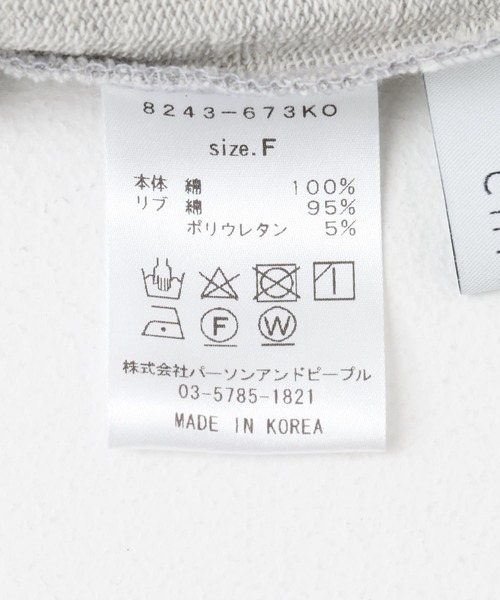 8243-673KO
size.F
本体 綿 100%
リブ 綿 95%
ポリウレタン 5%
F W
株式会社パーソンアンドピープル
03-5785-1821
MADE IN KOREA